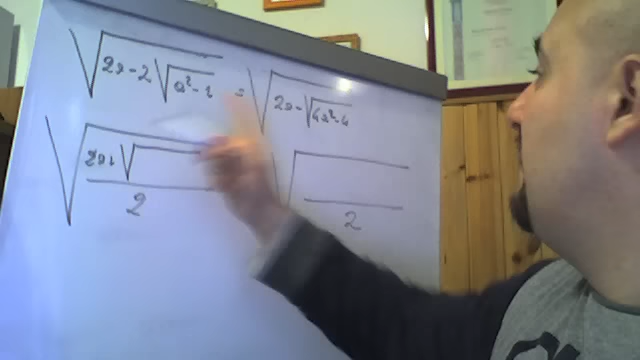 √(2a-2√(a²-1)) = √(2a-√(4a²-4))
√((2a+√ )/2) √( /2)